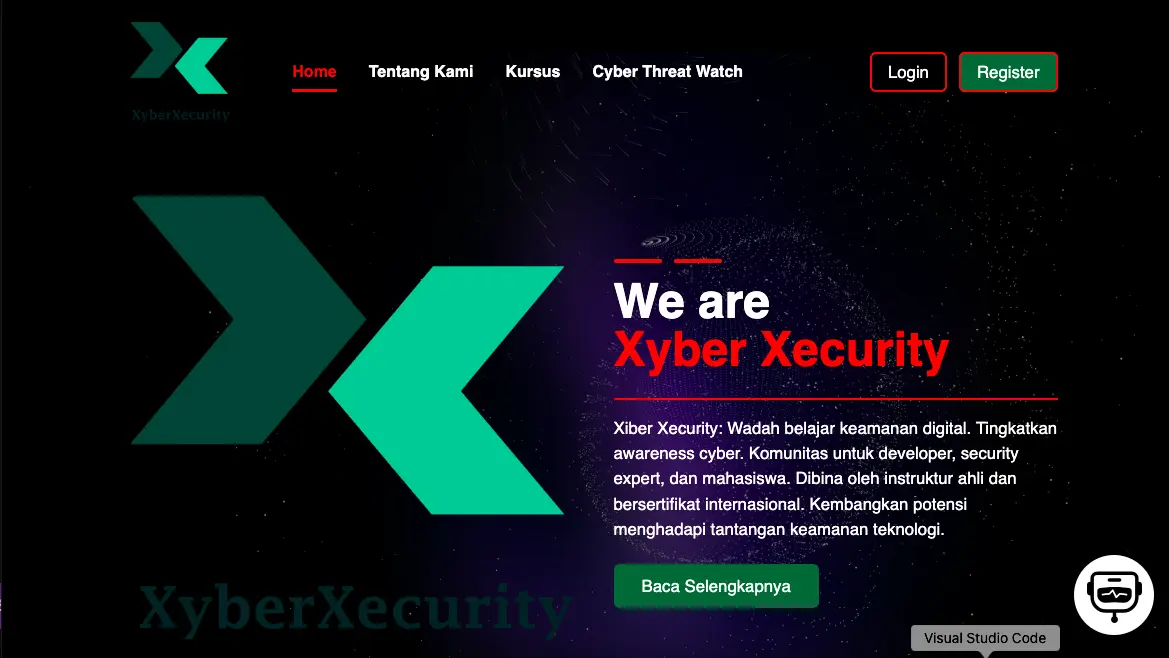 XyberXecurity
Home Tentang Kami Kursus Cyber Threat Watch Login Register
We are
Xyber Xecurity
Xiber Xecurity: Wadah belajar keamanan digital. Tingkatkan
awareness cyber. Komunitas untuk developer, security
expert, dan mahasiswa. Dibina oleh instruktur ahli dan
bersertifikat internasional. Kembangkan potensi
menghadapi tantangan keamanan teknologi.
Baca Selengkapnya
XyberXecurity
Visual Studio Code